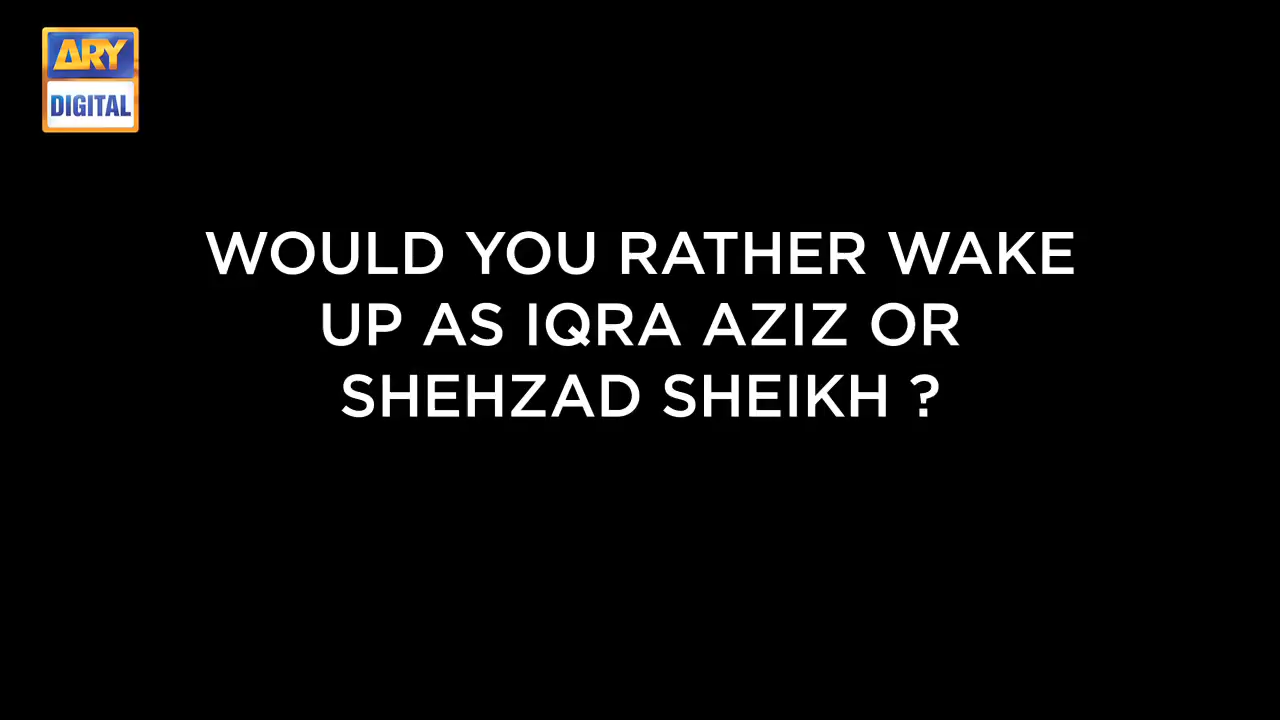 ARY
DIGITAL
WOULD YOU RATHER WAKE
UP AS IQRA AZIZ OR
SHEHZAD SHEIKH ?